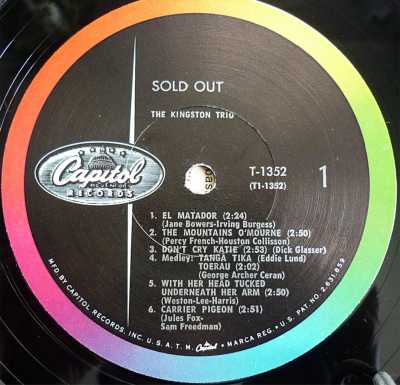 SOLD OUT
THE KINGSTON TRIO
Capitol
RECORDS
T-1352
(T1-1352)
1
1. EL MATADOR (2:24)
(Jane Bowers-Irving Burgess)
2. THE MOUNTAINS O'MOURNE (2:50)
(Percy French-Houston Collisson)
3. DON'T CRY KATIE (2:53) (Dick Glasser)
4. Medley: TANGA TIKA (Eddie Lund)
TOERAU (2:02)
(George Archer Ceran)
5. WITH HER HEAD TUCKED
UNDERNEATH HER ARM (2:50)
(Weston-Lee-Harris)
6. CARRIER PIGEON (2:51)
(Jules Fox-
Sam Freedman)
MFD. BY CAPITOL RECORDS, INC. U.S.A. T.M. Capitol MARCA REG. • U.S. PAT. NO. 2,631,859